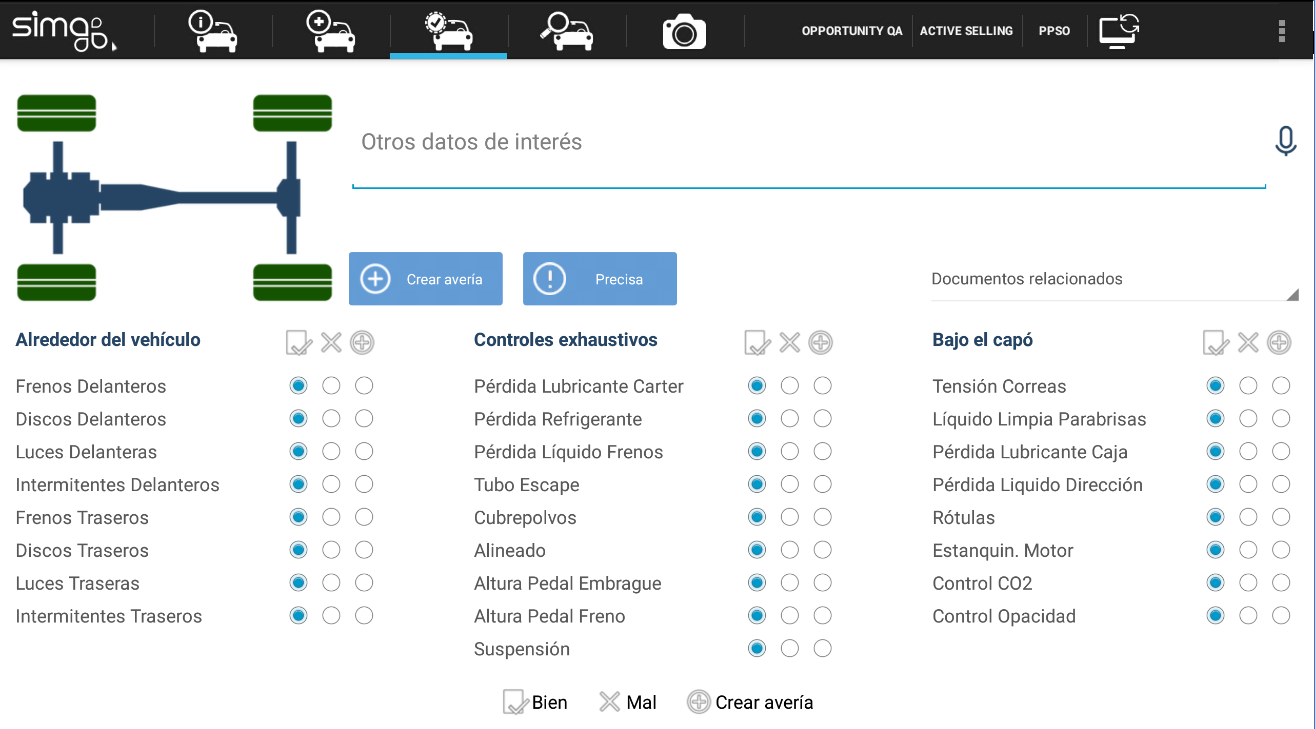 simgo
OPPORTUNITY QA
ACTIVE SELLING
PPSO
Otros datos de interés
Crear avería
Precisa
Documentos relacionados
Alrededor del vehículo
Frenos Delanteros
Discos Delanteros
Luces Delanteras
Intermitentes Delanteros
Frenos Traseros
Discos Traseros
Luces Traseras
Intermitentes Traseros
Controles exhaustivos
Pérdida Lubricante Carter
Pérdida Refrigerante
Pérdida Líquido Frenos
Tubo Escape
Cubrepolvos
Alineado
Altura Pedal Embrague
Altura Pedal Freno
Suspensión
Bajo el capó
Tensión Correas
Líquido Limpia Parabrisas
Pérdida Lubricante Caja
Pérdida Liquido Dirección
Rótulas
Estanquin. Motor
Control CO2
Control Opacidad
Bien
Mal
Crear avería